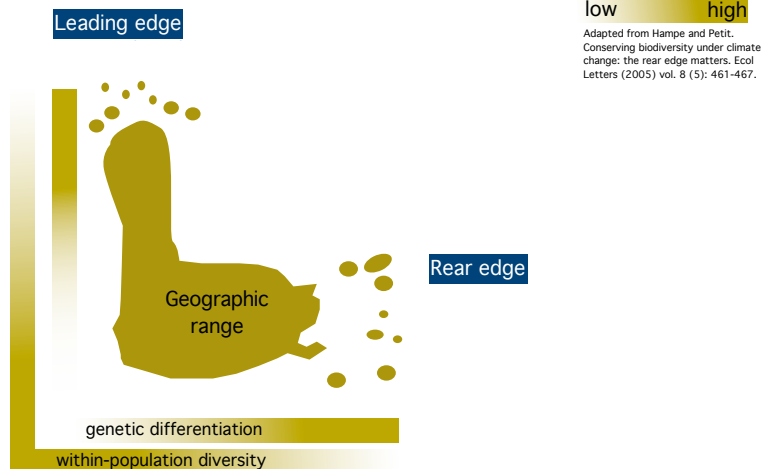 Leading edge
low high
Adapted from Hampe and Petit.
Conserving biodiversity under climate
change: the rear edge matters. Ecol
Letters (2005) vol. 8 (5): 461-467.
Rear edge
Geographic
range
genetic differentiation
within-population diversity